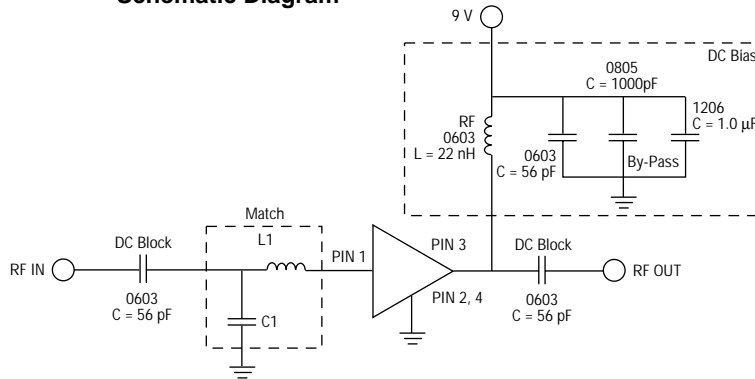 Schematic Diagram
9 V
DC Bias
0805
C = 1000pF
1206
C = 1.0 µF
RF
0603
L = 22 nH
0603
C = 56 pF
By-Pass
Match
L1
DC Block
PIN 1
PIN 3
DC Block
RF IN
RF OUT
0603
C = 56 pF
C1
PIN 2, 4
0603
C = 56 pF